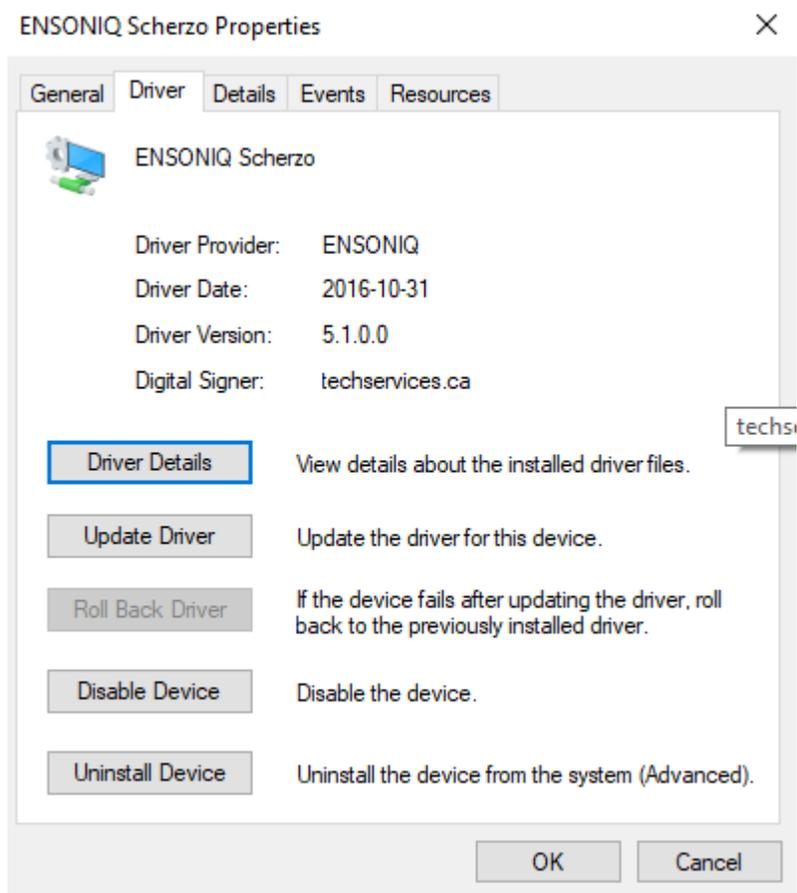 ENSONIQ Scherzo Properties
General Driver Details Events Resources
ENSONIQ Scherzo
Driver Provider: ENSONIQ
Driver Date: 2016-10-31
Driver Version: 5.1.0.0
Digital Signer: techservices.ca
techse
Driver Details View details about the installed driver files.
Update Driver Update the driver for this device.
Roll Back Driver If the device fails after updating the driver, roll
back to the previously installed driver.
Disable Device Disable the device.
Uninstall Device Uninstall the device from the system (Advanced).
OK Cancel